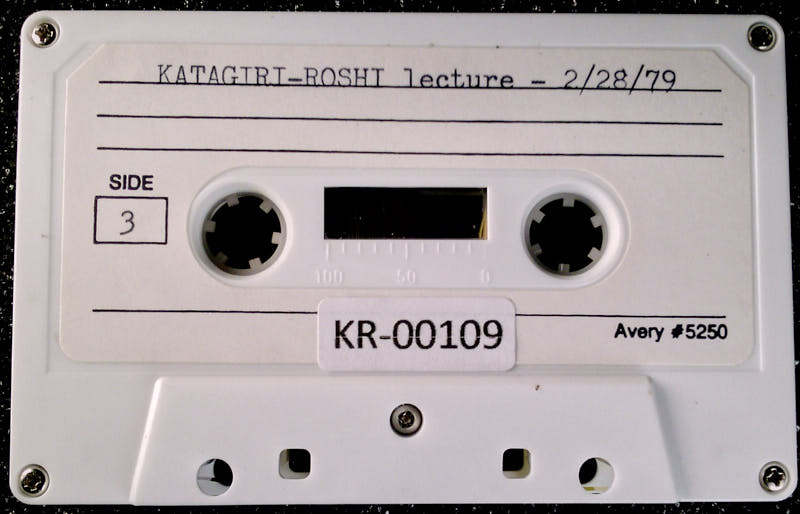 KATAGIRI-ROSHI lecture - 2/28/79
SIDE
3
100 50 0
KR-00109
Avery #5250